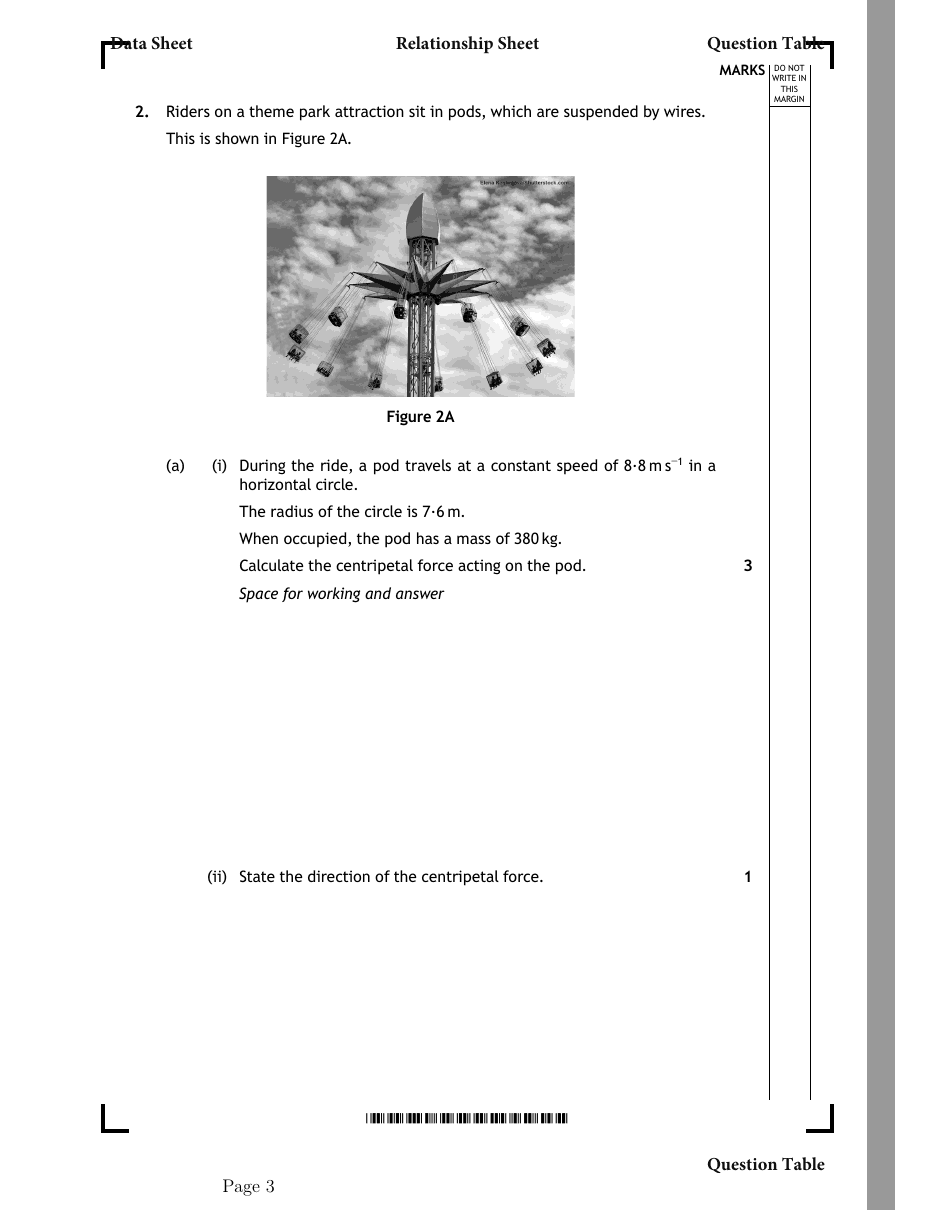 Data Sheet Relationship Sheet Question Table
MARKS
DO NOT
WRITE IN
THIS
MARGIN
2. Riders on a theme park attraction sit in pods, which are suspended by wires.
This is shown in Figure 2A.
Figure 2A
(a) (i) During the ride, a pod travels at a constant speed of 8·8 m s⁻¹ in a
horizontal circle.
The radius of the circle is 7·6 m.
When occupied, the pod has a mass of 380 kg.
Calculate the centripetal force acting on the pod. 3
Space for working and answer
(ii) State the direction of the centripetal force. 1
Question Table
Page 3